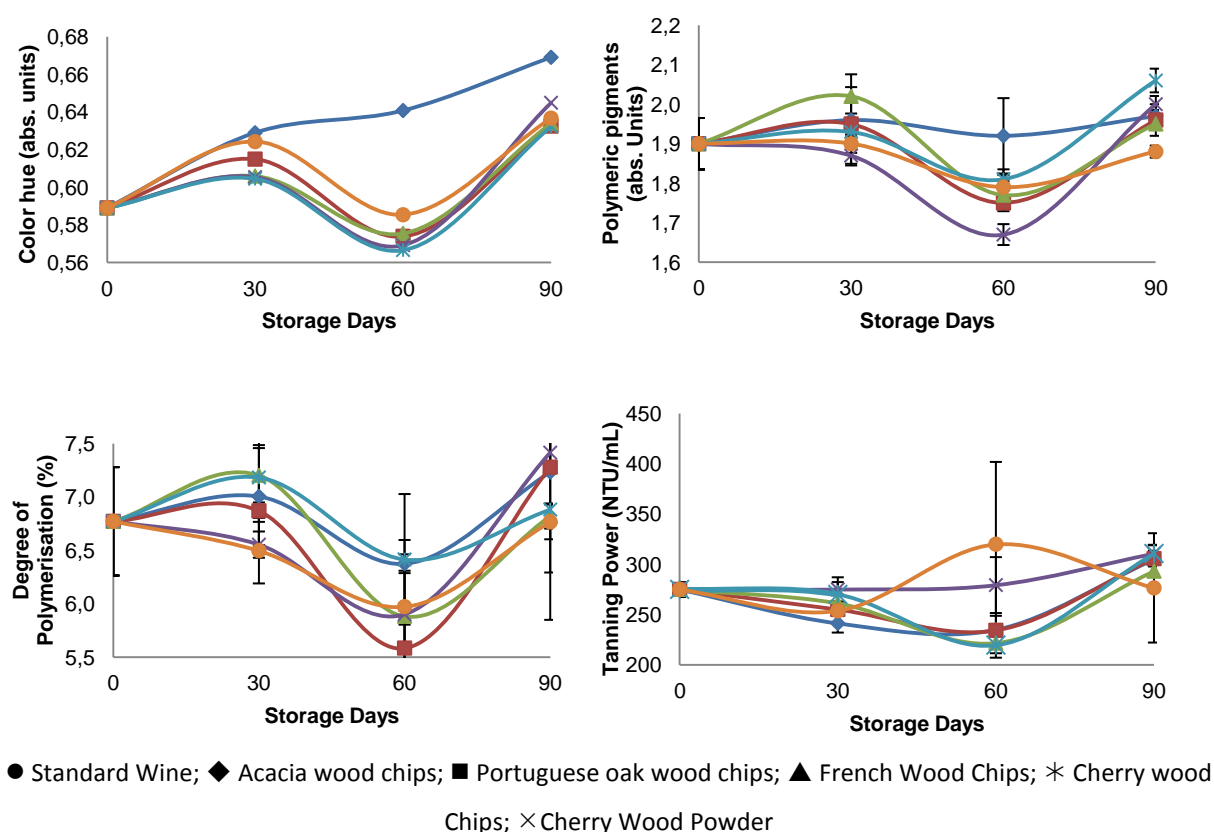 Color hue (abs. units)
0,68
0,66
0,64
0,62
0,60
0,58
0,56
0 30 60 90
Storage Days
Polymeric pigments
(abs. Units)
2,2
2,1
2,0
1,9
1,8
1,7
1,6
0 30 60 90
Storage Days
Degree of
Polymerisation (%)
7,5
7,0
6,5
6,0
5,5
0 30 60 90
Storage Days
Tanning Power (NTU/mL)
450
400
350
300
250
200
0 30 60 90
Storage Days
● Standard Wine; ◆ Acacia wood chips; ■ Portuguese oak wood chips; ▲ French Wood Chips; ✳ Cherry wood
Chips; ✕ Cherry Wood Powder